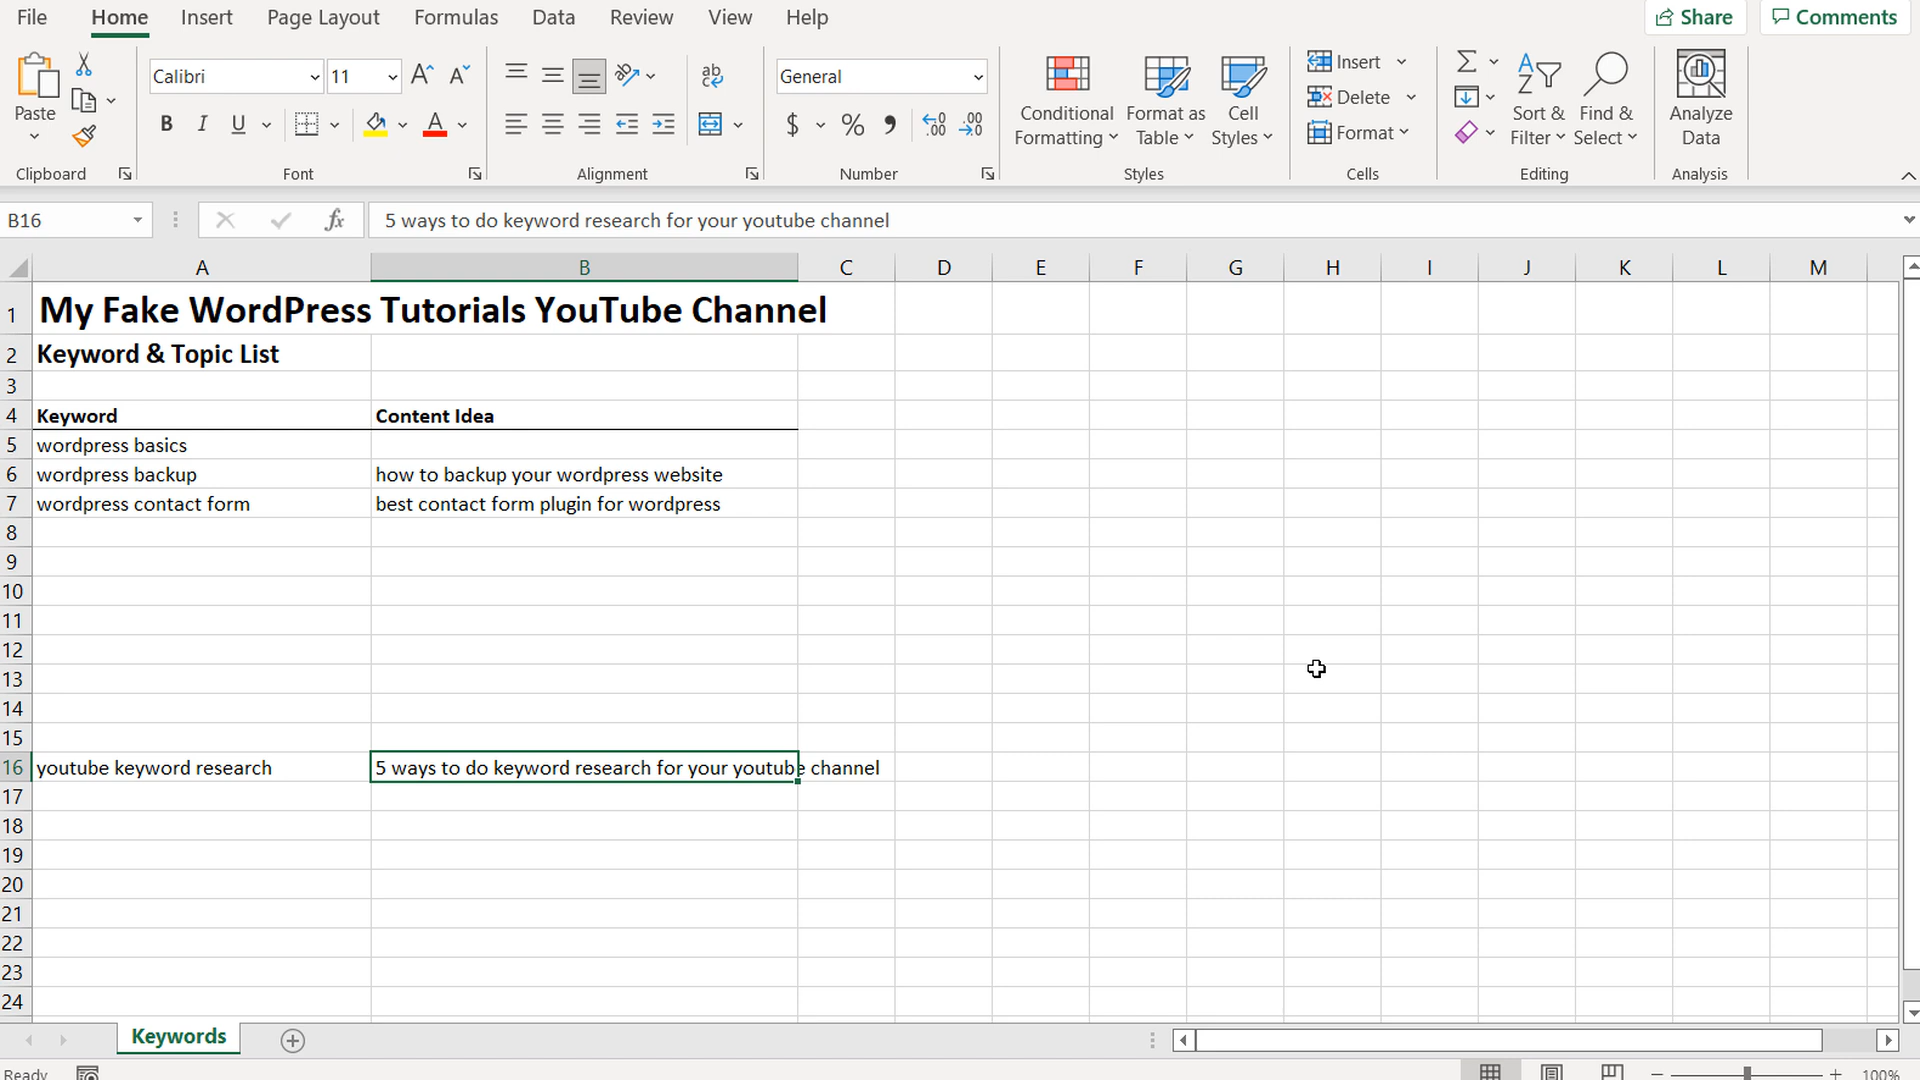 File Home Insert Page Layout Formulas Data Review View Help Share Comments
Calibri 11 General Insert
Paste Conditional Formatting Format as Table Cell Styles Delete Sort & Filter Find & Select Analyze Data
B I U A $ % Format
Clipboard Font Alignment Number Styles Cells Editing Analysis
B16 fx 5 ways to do keyword research for your youtube channel
A B C D E F G H I J K L M
1 My Fake WordPress Tutorials YouTube Channel
2 Keyword & Topic List
3
4 Keyword Content Idea
5 wordpress basics
6 wordpress backup how to backup your wordpress website
7 wordpress contact form best contact form plugin for wordpress
8
9
10
11
12
13
14
15
16 youtube keyword research 5 ways to do keyword research for your youtube channel
17
18
19
20
21
22
23
24
Keywords
Ready 100%